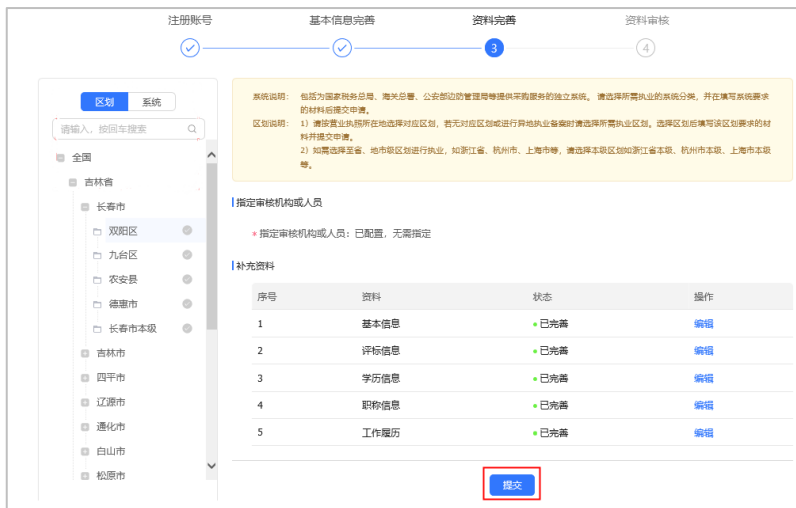 注册账号
基本信息完善
资料完善
资料审核
3
4
区划
系统
请输入，按回车搜索
全国
吉林省
长春市
双阳区
九台区
农安县
德惠市
长春市本级
吉林市
四平市
辽源市
通化市
白山市
松原市
系统说明： 包括为国家税务总局、海关总署、公安部边防管理局等提供采购服务的独立系统。 请选择所需执业的系统分类，并在填写系统要求
的材料后提交申请。
区划说明： 1）请按营业执照所在地选择对应区划，若无对应区划或进行异地执业备案时请选择所需执业区划。选择区划后填写该区划要求的材
料并提交申请。
2）如需选择至省、地市级区划进行执业，如浙江省、杭州市、上海市等，请选择本级区划如浙江省本级、杭州市本级、上海市本级
等。
指定审核机构或人员
* 指定审核机构或人员：已配置，无需指定
补充资料
序号 资料 状态 操作
1 基本信息 已完善 编辑
2 评标信息 已完善 编辑
3 学历信息 已完善 编辑
4 职称信息 已完善 编辑
5 工作履历 已完善 编辑
提交